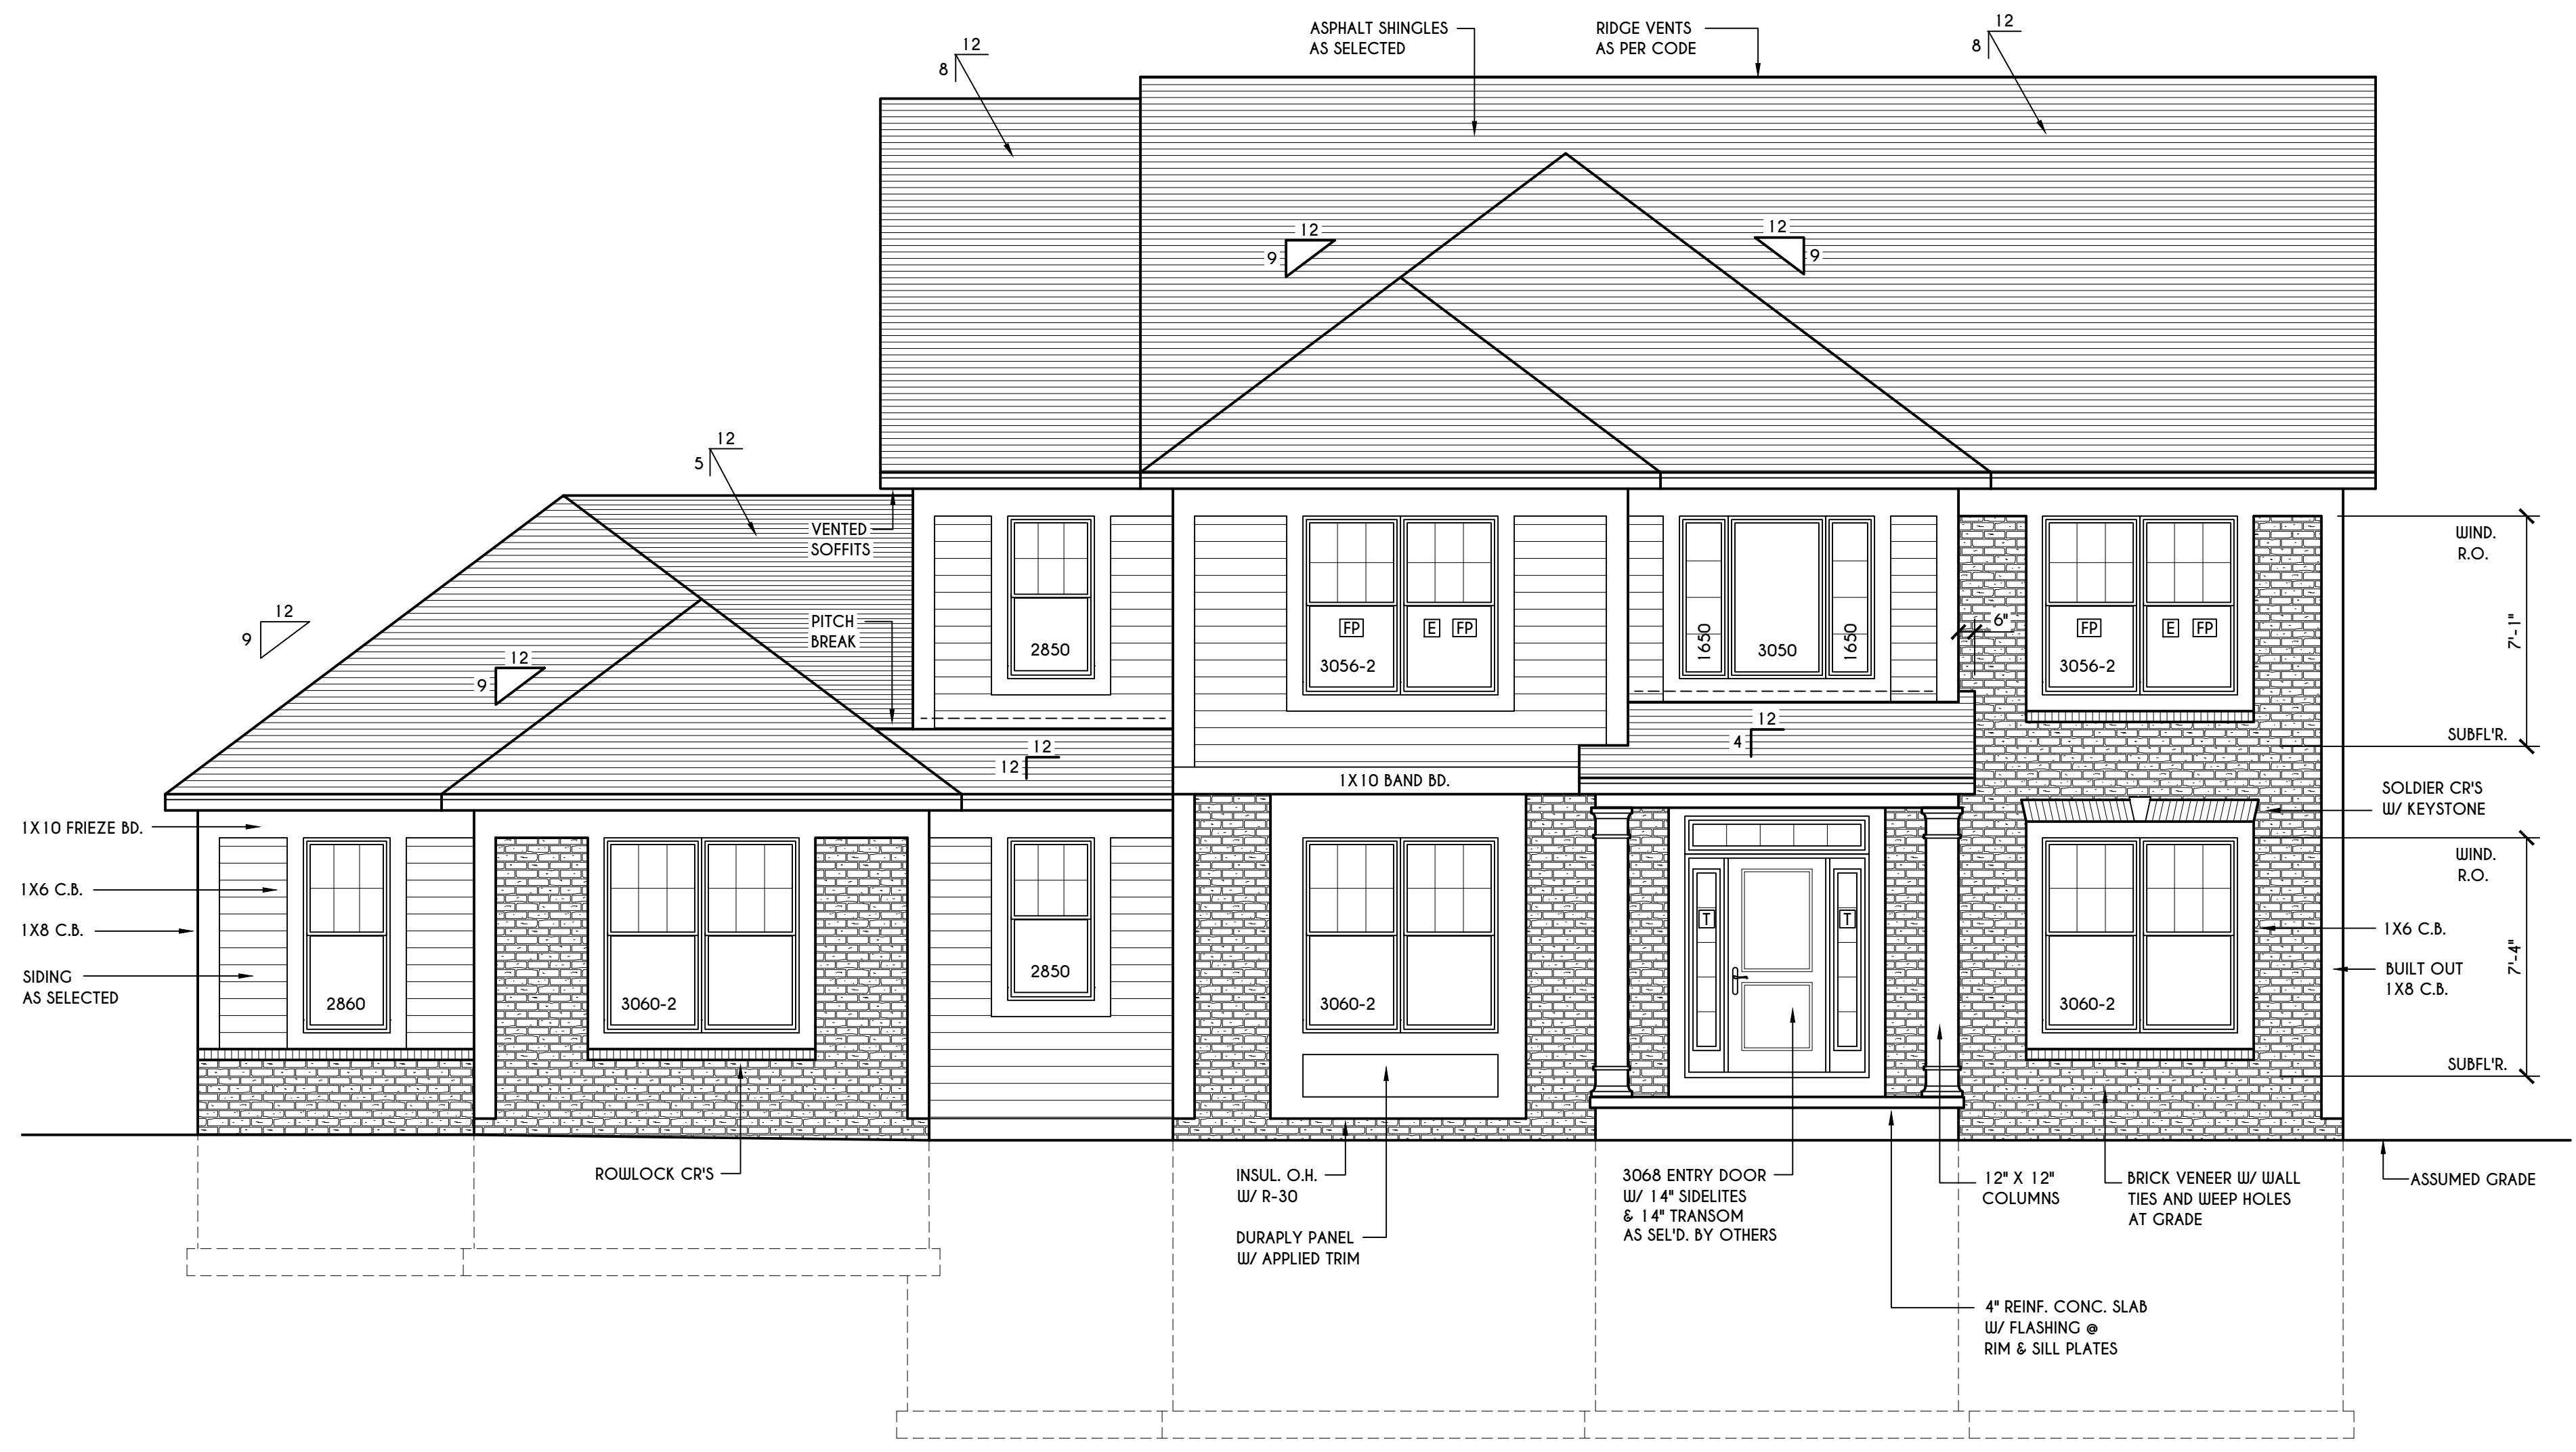 ASPHALT SHINGLES
AS SELECTED
RIDGE VENTS
AS PER CODE
12
8
12
8
12
9
12
9
12
5
VENTED
SOFFITS
PITCH
BREAK
12
9
12
9
12
12
12
4
2850
FP
E
FP
3056-2
1650
3050
1650
6"
FP
E
FP
3056-2
WIND.
R.O.
7'-1"
SUBFL'R.
1X10 BAND BD.
SOLDIER CR'S
W/ KEYSTONE
WIND.
R.O.
7'-4"
1X6 C.B.
BUILT OUT
1X8 C.B.
SUBFL'R.
1X10 FRIEZE BD.
1X6 C.B.
1X8 C.B.
SIDING
AS SELECTED
2860
3060-2
2850
3060-2
T
T
3060-2
ROWLOCK CR'S
INSUL. O.H.
W/ R-30
DURAPLY PANEL
W/ APPLIED TRIM
3068 ENTRY DOOR
W/ 14" SIDELITES
& 14" TRANSOM
AS SEL'D. BY OTHERS
12" X 12"
COLUMNS
BRICK VENEER W/ WALL
TIES AND WEEP HOLES
AT GRADE
ASSUMED GRADE
4" REINF. CONC. SLAB
W/ FLASHING @
RIM & SILL PLATES